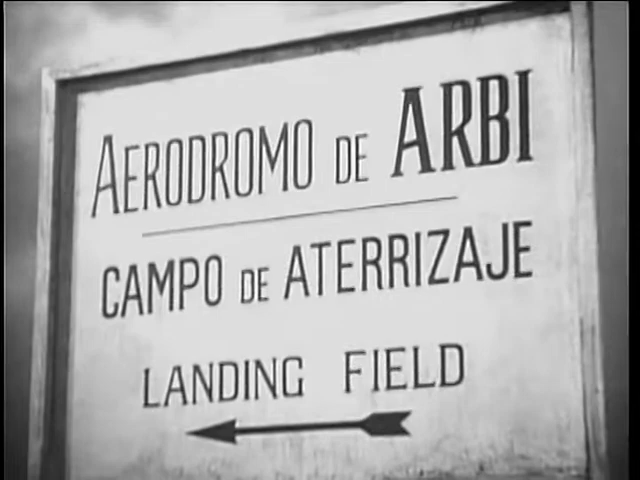 AERODROMO DE ARBI
CAMPO DE ATERRIZAJE
LANDING FIELD